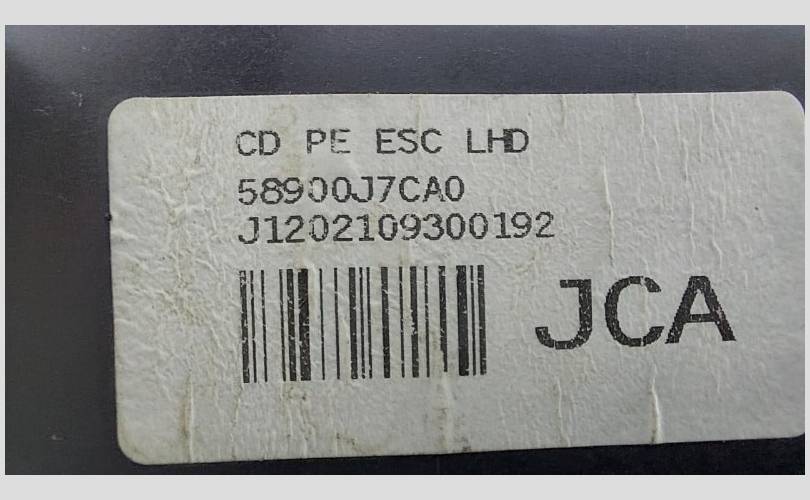 CD PE ESC LHD
58900J7CA0
J1202109300192
JCA